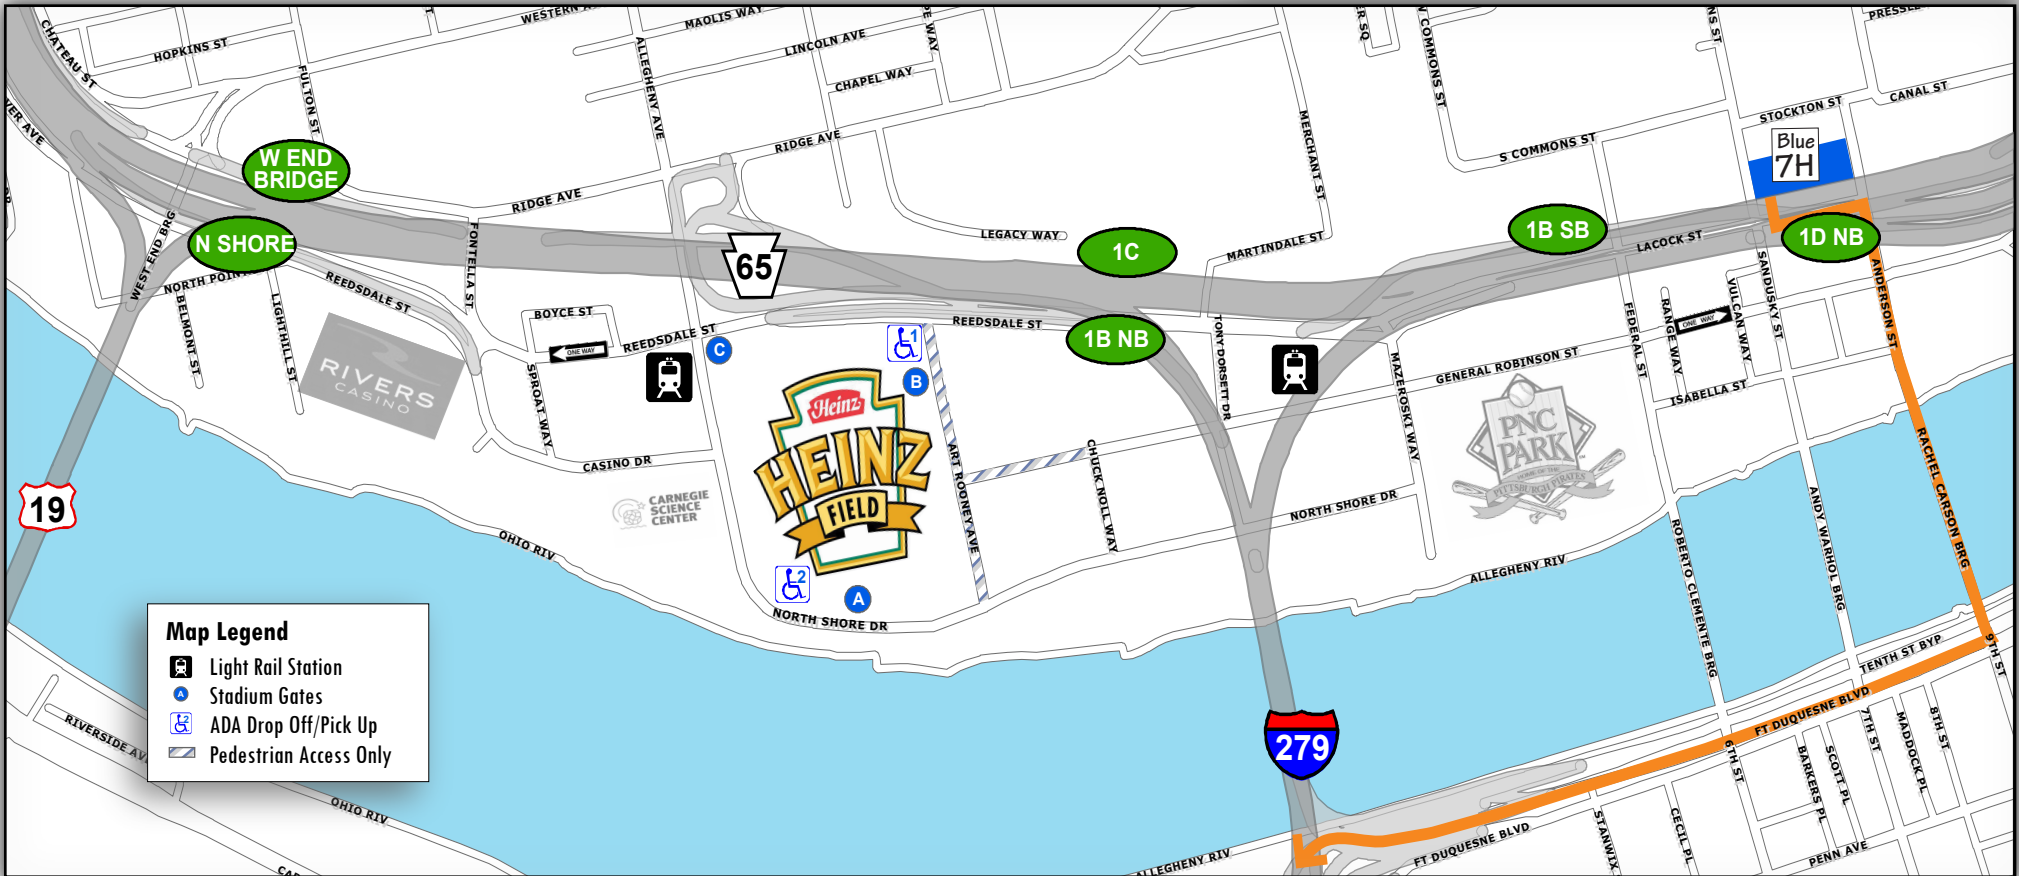 CHATEAU ST
HOPKINS ST
FULTON ST
MAOLIS WAY
LINCOLN AVE
CHAPEL WAY
ALLEGHENY AVE
RIDGE AVE
MERCHANT ST
S COMMONS ST
STOCKTON ST
CANAL ST
Blue
7H
W END
BRIDGE
N SHORE
WEST END BRG
RIDGE AVE
FONTELLA ST
LEGACY WAY
65
1C
MARTINDALE ST
1B SB
LACOCK ST
1D NB
NORTH POINT
REEDSDALE ST
BELMONT ST
LIGHTHILL ST
BOYCE ST
ONE WAY
REEDSDALE ST
SPROAT WAY
REEDSDALE ST
1B NB
TONY DORSETT DR
MAZEROSKI WAY
GENERAL ROBINSON ST
FEDERAL ST
RANGE WAY
ONE WAY
VULCAN WAY
SANDUSKY ST
ANDERSON ST
ISABELLA ST
RIVERS
CASINO
C
1
B
Heinz
HEINZ
FIELD
2
A
ART ROONEY AVE
CHUCK NOLL WAY
CASINO DR
CARNEGIE
SCIENCE
CENTER
NORTH SHORE DR
NORTH SHORE DR
PNC
PARK
HOME OF THE
PITTSBURGH PIRATES
19
OHIO RIV
ALLEGHENY RIV
ROBERTO CLEMENTE BRG
ANDY WARHOL BRG
RACHEL CARSON BRG
Map Legend
Light Rail Station
A Stadium Gates
2 ADA Drop Off/Pick Up
Pedestrian Access Only
RIVERSIDE AV
OHIO RIV
279
ALLEGHENY RIV
FT DUQUESNE BLVD
FT DUQUESNE BLVD
TENTH ST BYP
9TH ST
8TH ST
MADDOCK PL
7TH ST
SCOTT PL
BARKERS PL
6TH ST
CECIL PL
STANWIX
PENN AVE